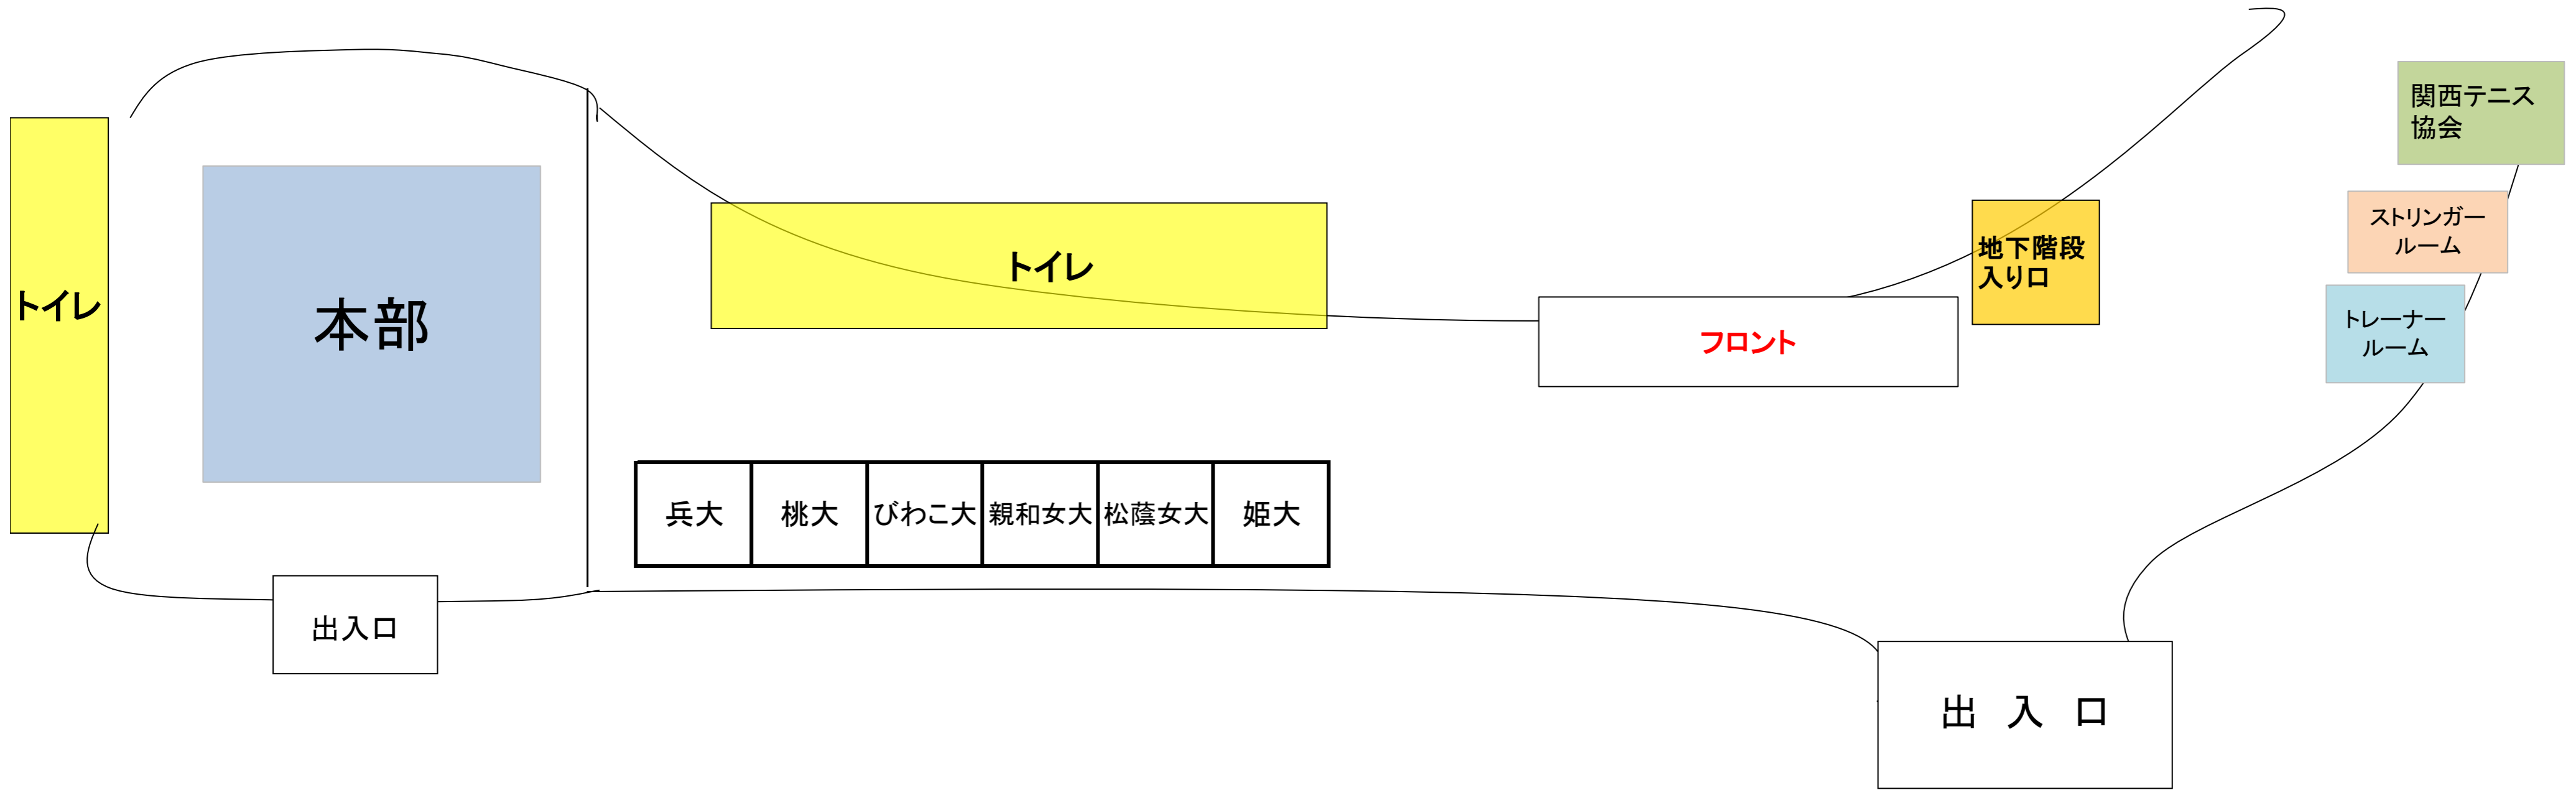 関西テニス
協会
ストリンガー
ルーム
トイレ
地下階段
入り口
トイレ
本部
フロント
トレーナー
ルーム
兵大
桃大
びわこ大
親和女大
松蔭女大
姫大
出入口
出　入　口